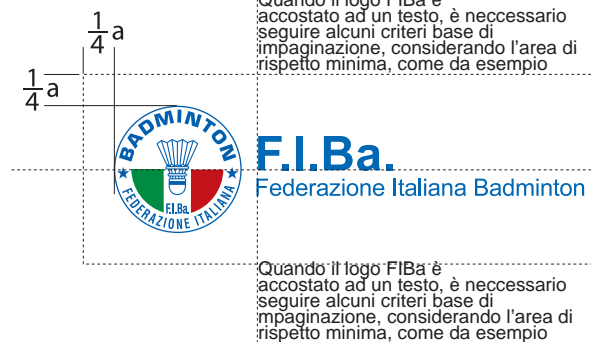 Quando il logo FIBa è
accostato ad un testo, è neccessario
seguire alcuni criteri base di
impaginazione, considerando l'area di
rispetto minima, come da esempio
1/4 a
1/4 a
BADMINTON
F.I.Ba.
FEDERAZIONE ITALIANA
F.I.Ba.
Federazione Italiana Badminton
Quando il logo FIBa è
accostato ad un testo, è neccessario
seguire alcuni criteri base di
mpaginazione, considerando l'area di
rispetto minima, come da esempio